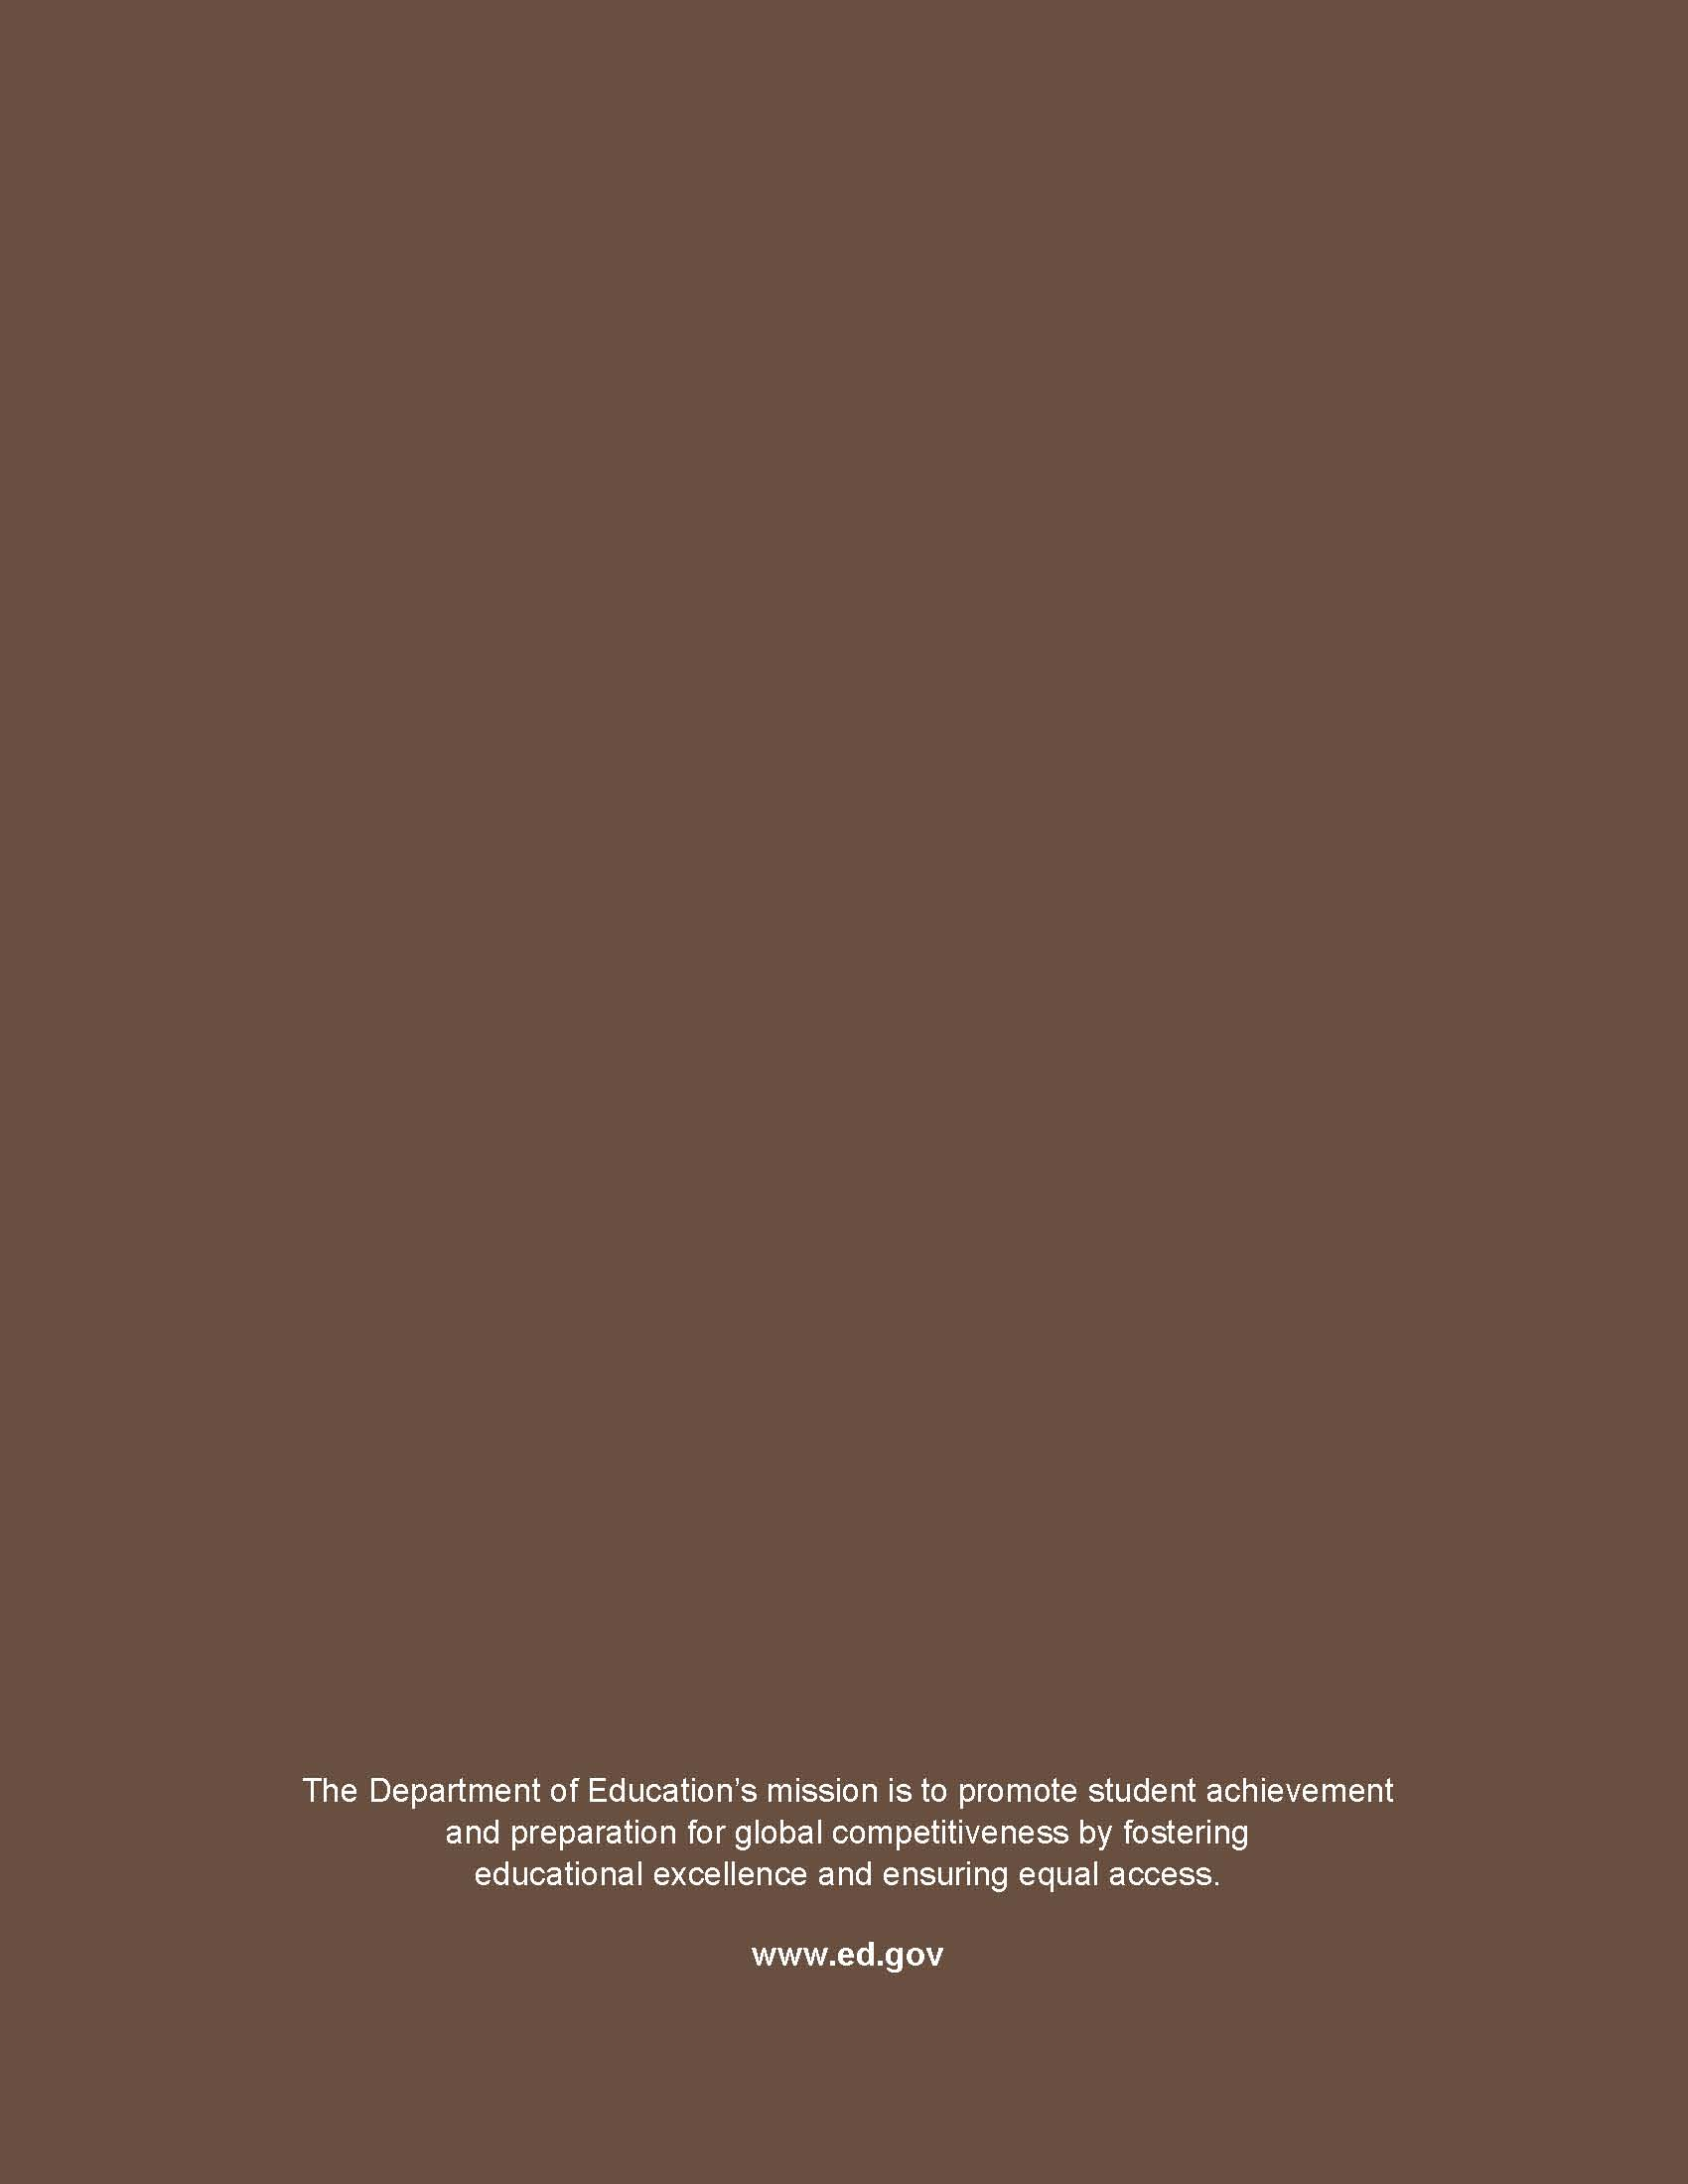 The Department of Education’s mission is to promote student achievement
and preparation for global competitiveness by fostering
educational excellence and ensuring equal access.
www.ed.gov